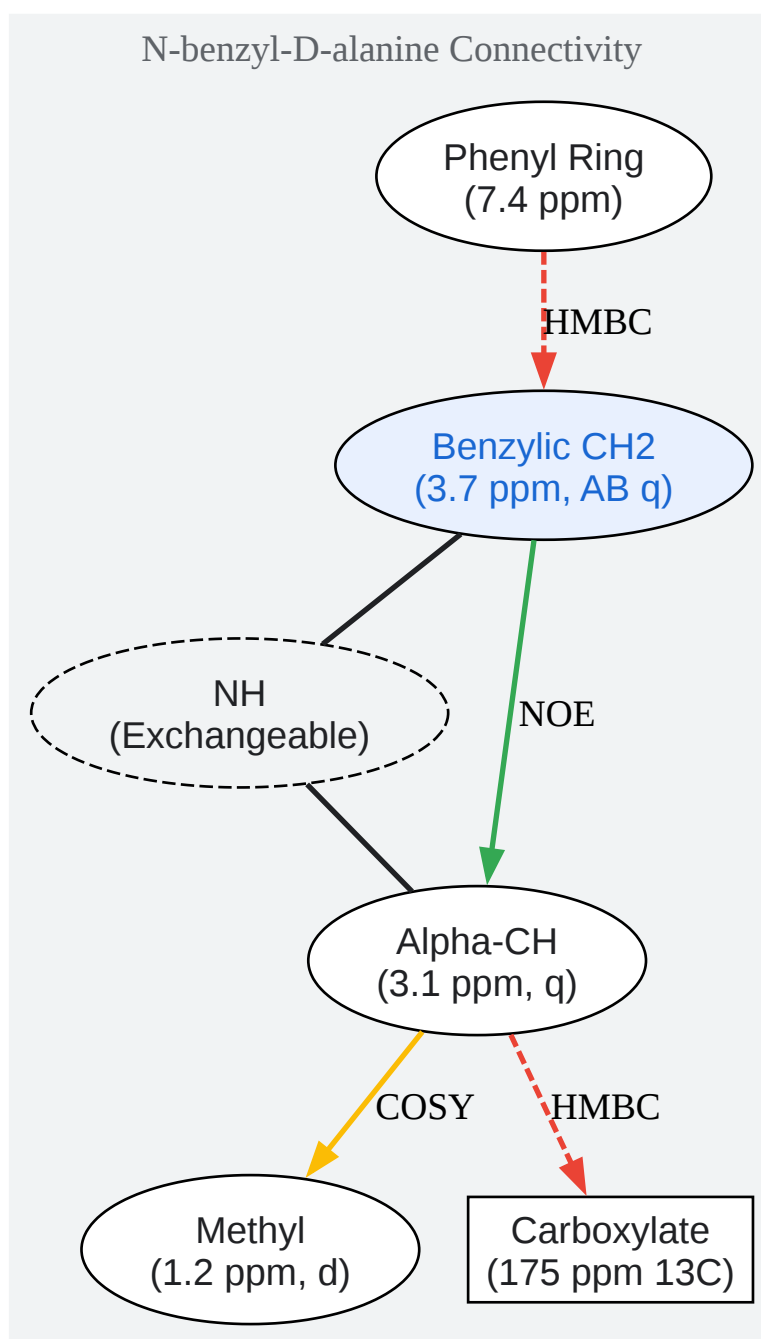 N-benzyl-D-alanine Connectivity
Phenyl Ring
(7.4 ppm)
HMBC
Benzylic CH2
(3.7 ppm, AB q)
NH
(Exchangeable)
NOE
Alpha-CH
(3.1 ppm, q)
COSY
HMBC
Methyl
(1.2 ppm, d)
Carboxylate
(175 ppm 13C)